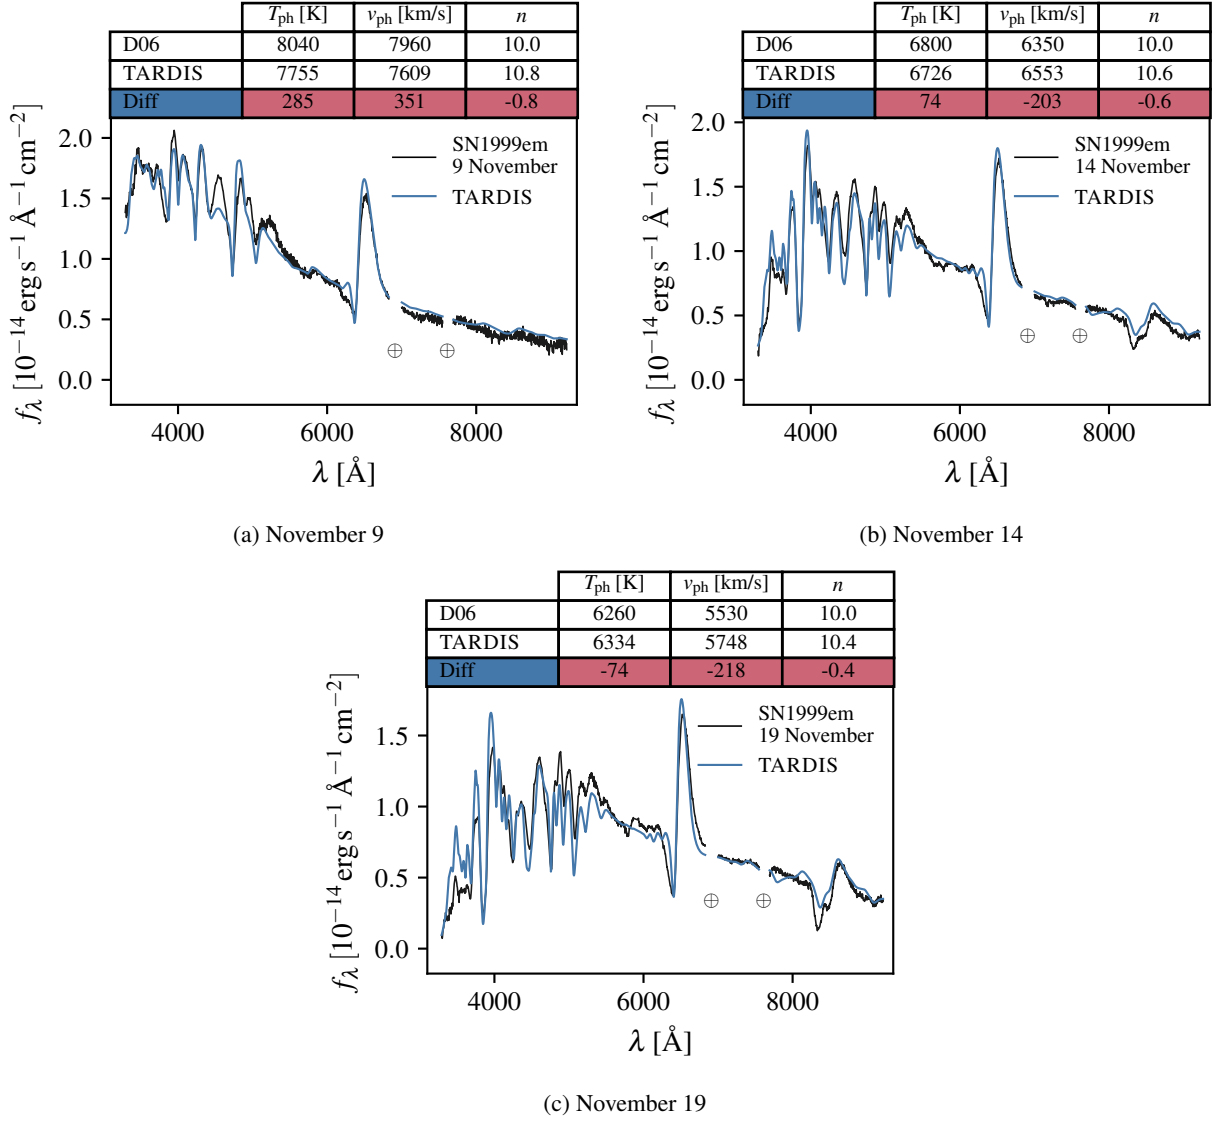 T_ph [K] v_ph [km/s] n
D06 8040 7960 10.0
TARDIS 7755 7609 10.8
Diff 285 351 -0.8
f_λ [10⁻¹⁴ erg s⁻¹ Å⁻¹ cm⁻²]
2.0
1.5
1.0
0.5
0.0
SN1999em
9 November
TARDIS
4000 6000 8000
λ [Å]
(a) November 9
T_ph [K] v_ph [km/s] n
D06 6800 6350 10.0
TARDIS 6726 6553 10.6
Diff 74 -203 -0.6
f_λ [10⁻¹⁴ erg s⁻¹ Å⁻¹ cm⁻²]
2.0
1.5
1.0
0.5
0.0
SN1999em
14 November
TARDIS
4000 6000 8000
λ [Å]
(b) November 14
T_ph [K] v_ph [km/s] n
D06 6260 5530 10.0
TARDIS 6334 5748 10.4
Diff -74 -218 -0.4
f_λ [10⁻¹⁴ erg s⁻¹ Å⁻¹ cm⁻²]
1.5
1.0
0.5
0.0
SN1999em
19 November
TARDIS
4000 6000 8000
λ [Å]
(c) November 19